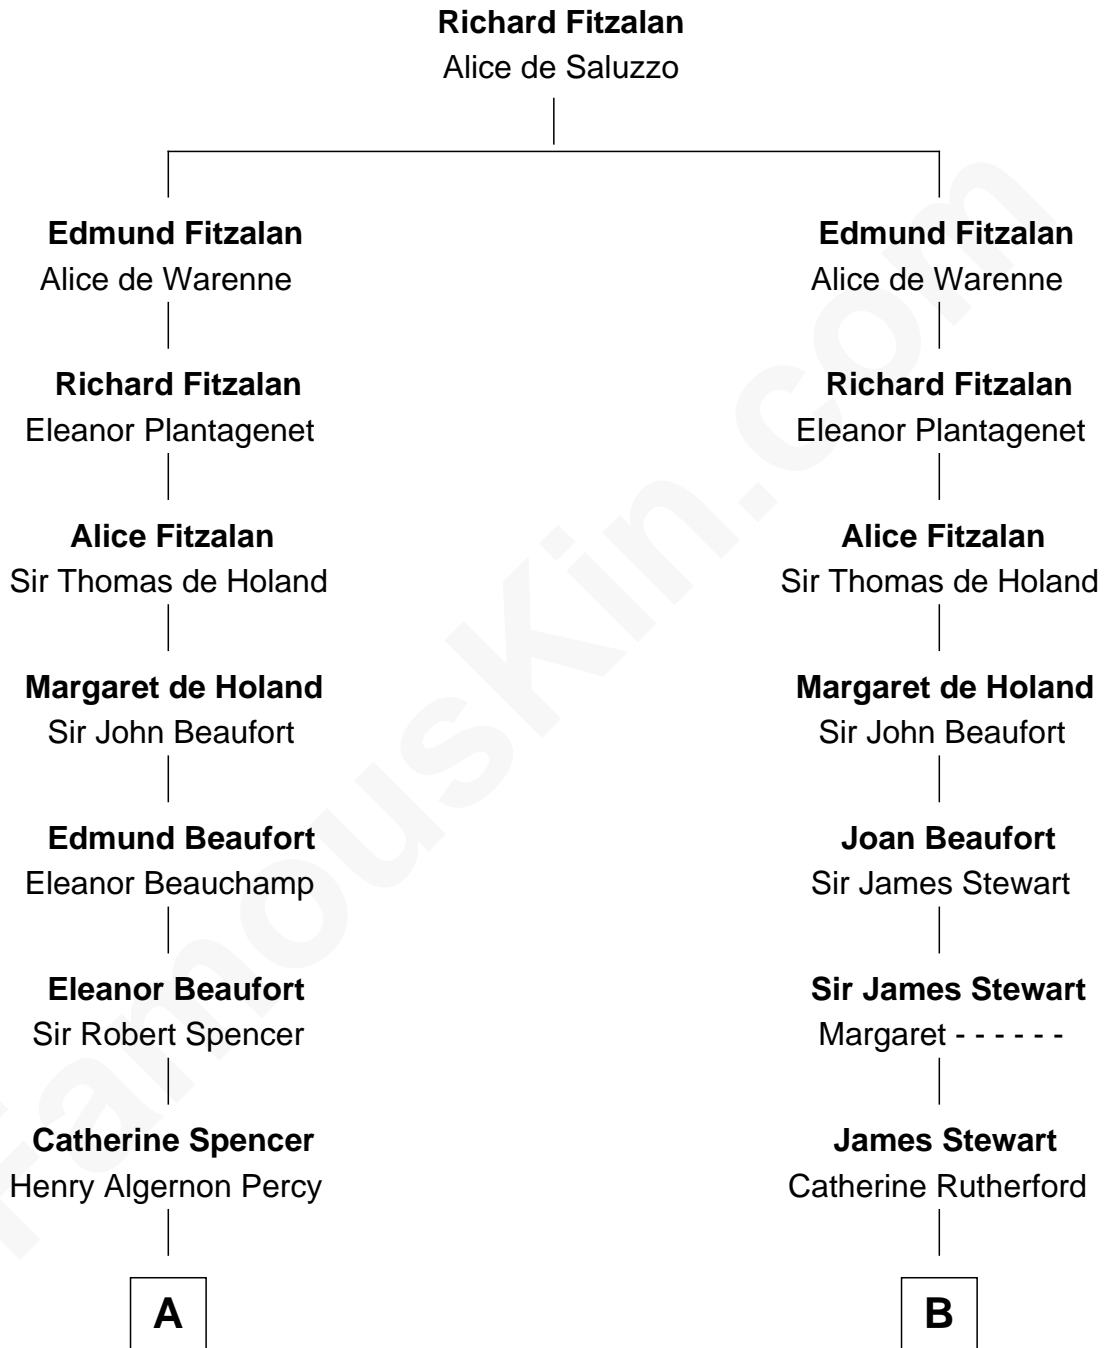 Richard Fitzalan
Alice de Saluzzo
Edmund Fitzalan
Alice de Warenne
Richard Fitzalan
Eleanor Plantagenet
Alice Fitzalan
Sir Thomas de Holand
Margaret de Holand
Sir John Beaufort
Edmund Beaufort
Eleanor Beauchamp
Eleanor Beaufort
Sir Robert Spencer
Catherine Spencer
Henry Algernon Percy
A
Edmund Fitzalan
Alice de Warenne
Richard Fitzalan
Eleanor Plantagenet
Alice Fitzalan
Sir Thomas de Holand
Margaret de Holand
Sir John Beaufort
Joan Beaufort
Sir James Stewart
Sir James Stewart
Margaret - - - - - -
James Stewart
Catherine Rutherford
B
FamousKin.com